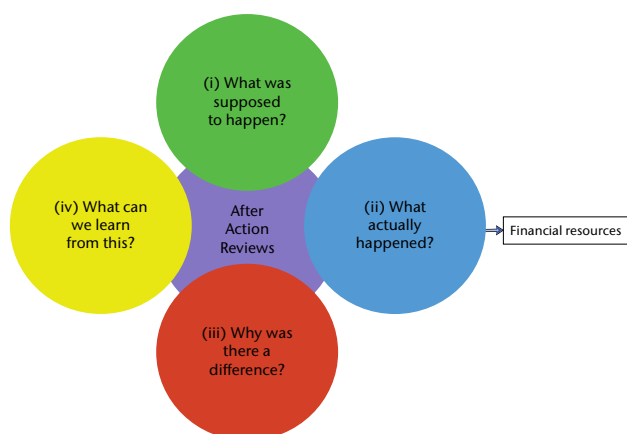 (i) What was
supposed
to happen?
(iv) What can
we learn
from this?
After
Action
Reviews
(ii) What
actually
happened?
Financial resources
(iii) Why was
there a
difference?